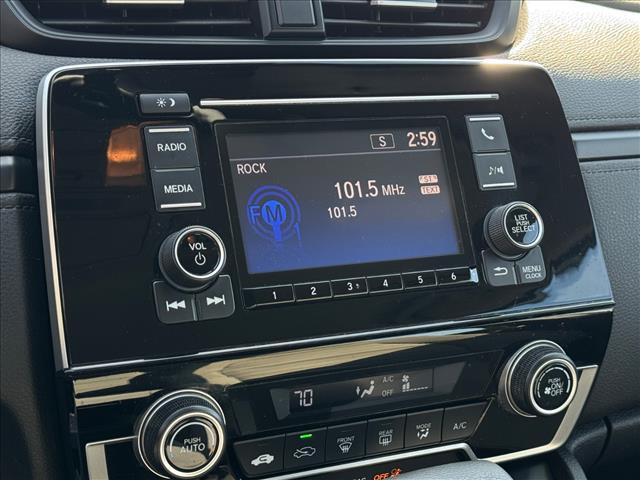 S 2:59
RADIO
ROCK
ST
101.5 MHz
TEXT
MEDIA
101.5
FM
LIST
PUSH
SELECT
VOL
MENU
CLOCK
1 2 3 4 5 6
PUSH
ON/
OFF
A/C
70
OFF
PUSH
AUTO
FRONT
REAR
MODE
A/C
OFF